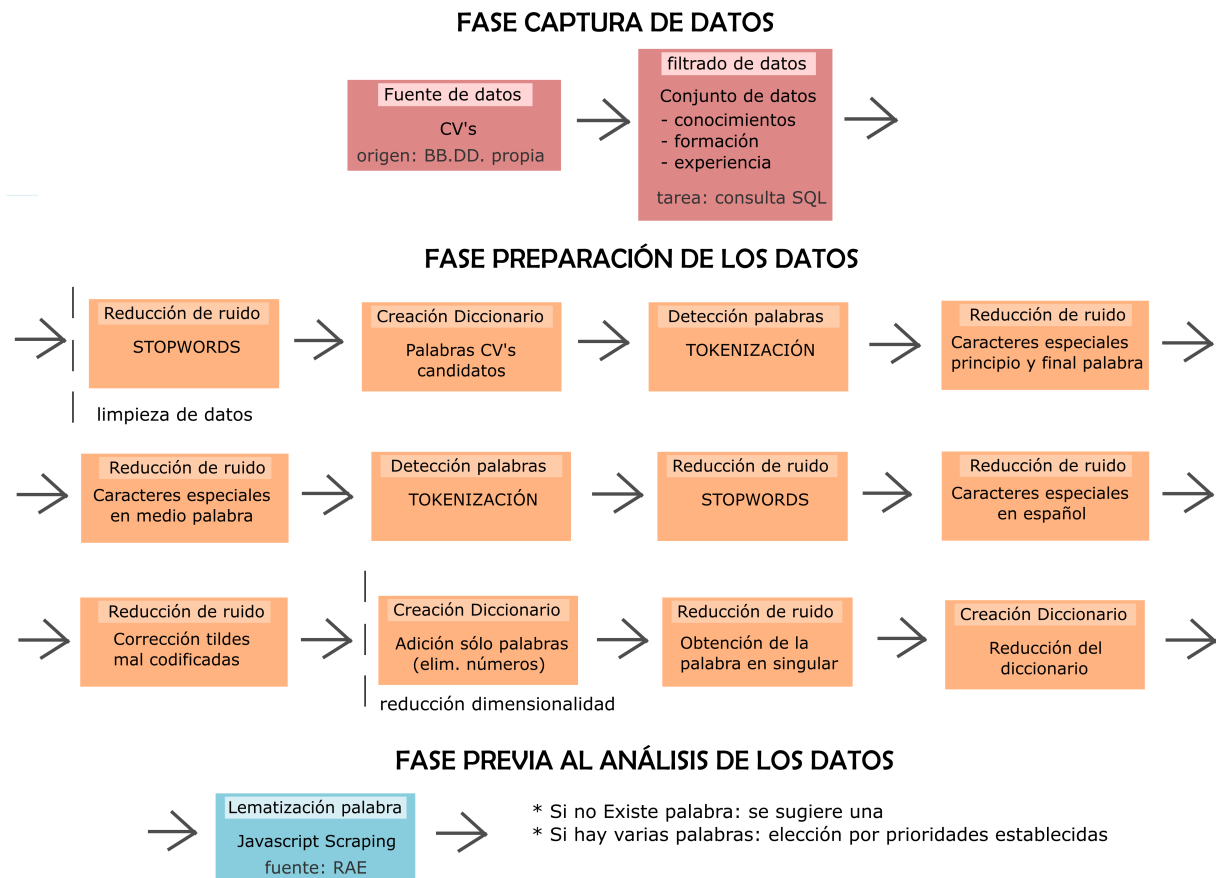 FASE CAPTURA DE DATOS
Fuente de datos
CV's
origen: BB.DD. propia
filtrado de datos
Conjunto de datos
- conocimientos
- formación
- experiencia
tarea: consulta SQL
FASE PREPARACIÓN DE LOS DATOS
Reducción de ruido
STOPWORDS
limpieza de datos
Creación Diccionario
Palabras CV's
candidatos
Detección palabras
TOKENIZACIÓN
Reducción de ruido
Caracteres especiales
principio y final palabra
Reducción de ruido
Caracteres especiales
en medio palabra
Detección palabras
TOKENIZACIÓN
Reducción de ruido
STOPWORDS
Reducción de ruido
Caracteres especiales
en español
Reducción de ruido
Corrección tildes
mal codificadas
Creación Diccionario
Adición sólo palabras
(elim. números)
reducción dimensionalidad
Reducción de ruido
Obtención de la
palabra en singular
Creación Diccionario
Reducción del
diccionario
FASE PREVIA AL ANÁLISIS DE LOS DATOS
Lematización palabra
Javascript Scraping
fuente: RAE
* Si no Existe palabra: se sugiere una
* Si hay varias palabras: elección por prioridades establecidas